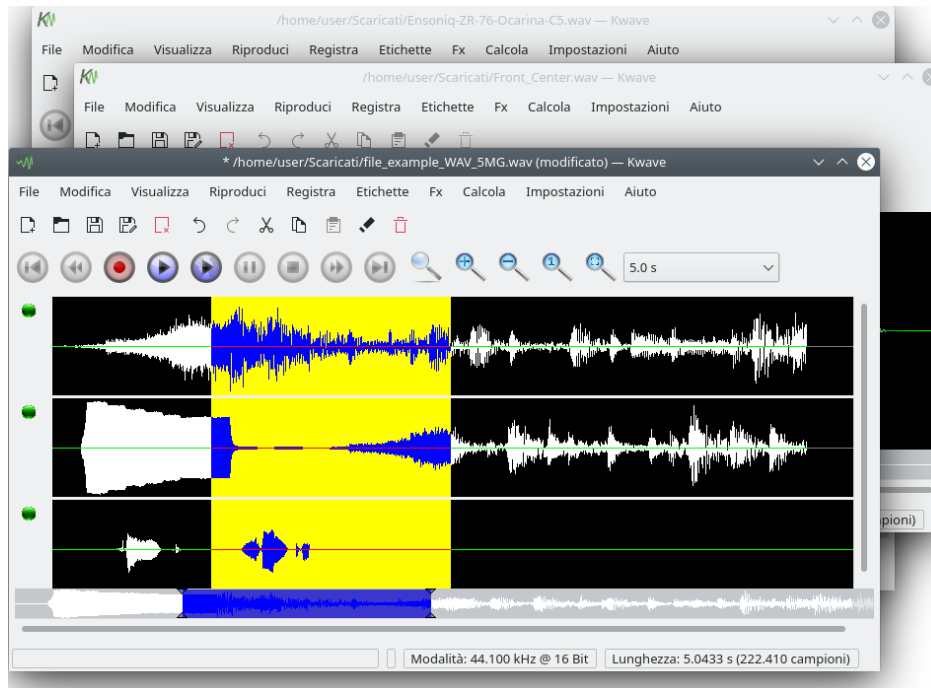 /home/user/Scaricati/Ensoniq-ZR-76-Ocarina-C5.wav — Kwave
File Modifica Visualizza Riproduci Registra Etichette Fx Calcola Impostazioni Aiuto
/home/user/Scaricati/Front_Center.wav — Kwave
File Modifica Visualizza Riproduci Registra Etichette Fx Calcola Impostazioni Aiuto
* /home/user/Scaricati/file_example_WAV_5MG.wav (modificato) — Kwave
File Modifica Visualizza Riproduci Registra Etichette Fx Calcola Impostazioni Aiuto
5.0 s
pioni)
Modalità: 44.100 kHz @ 16 Bit Lunghezza: 5.0433 s (222.410 campioni)